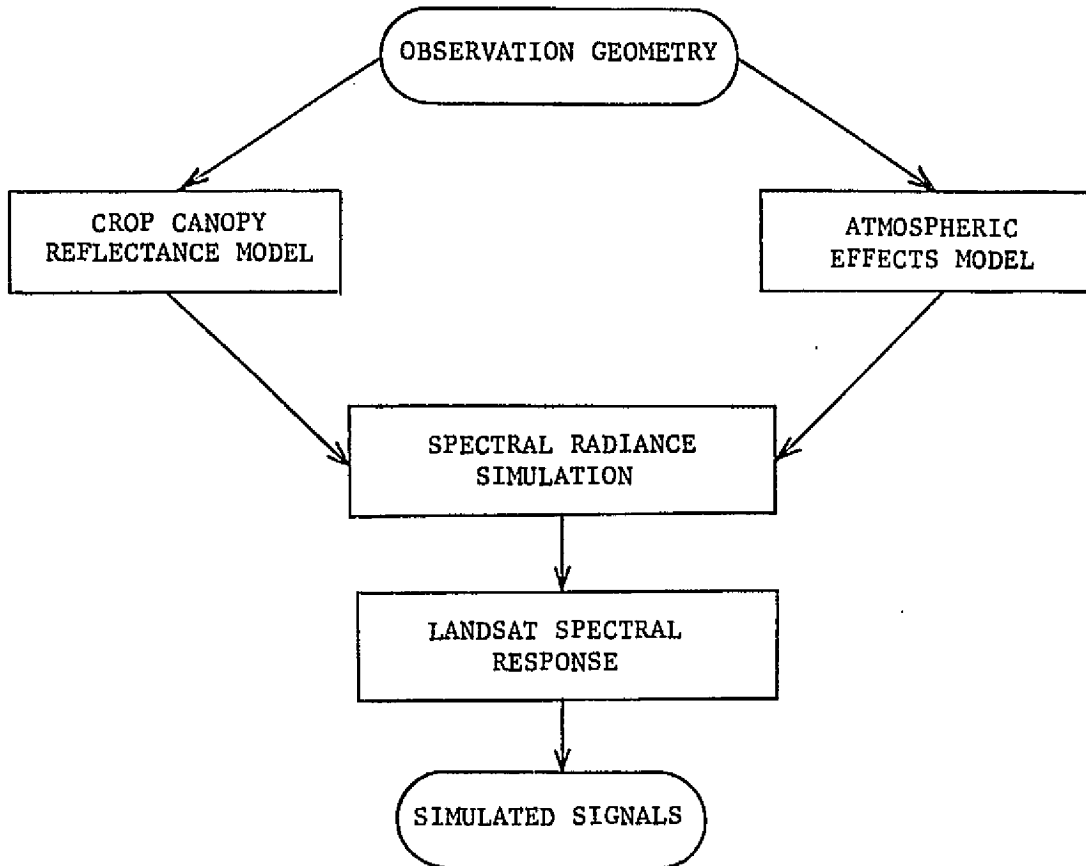 OBSERVATION GEOMETRY
CROP CANOPY
REFLECTANCE MODEL
ATMOSPHERIC
EFFECTS MODEL
SPECTRAL RADIANCE
SIMULATION
LANDSAT SPECTRAL
RESPONSE
SIMULATED SIGNALS